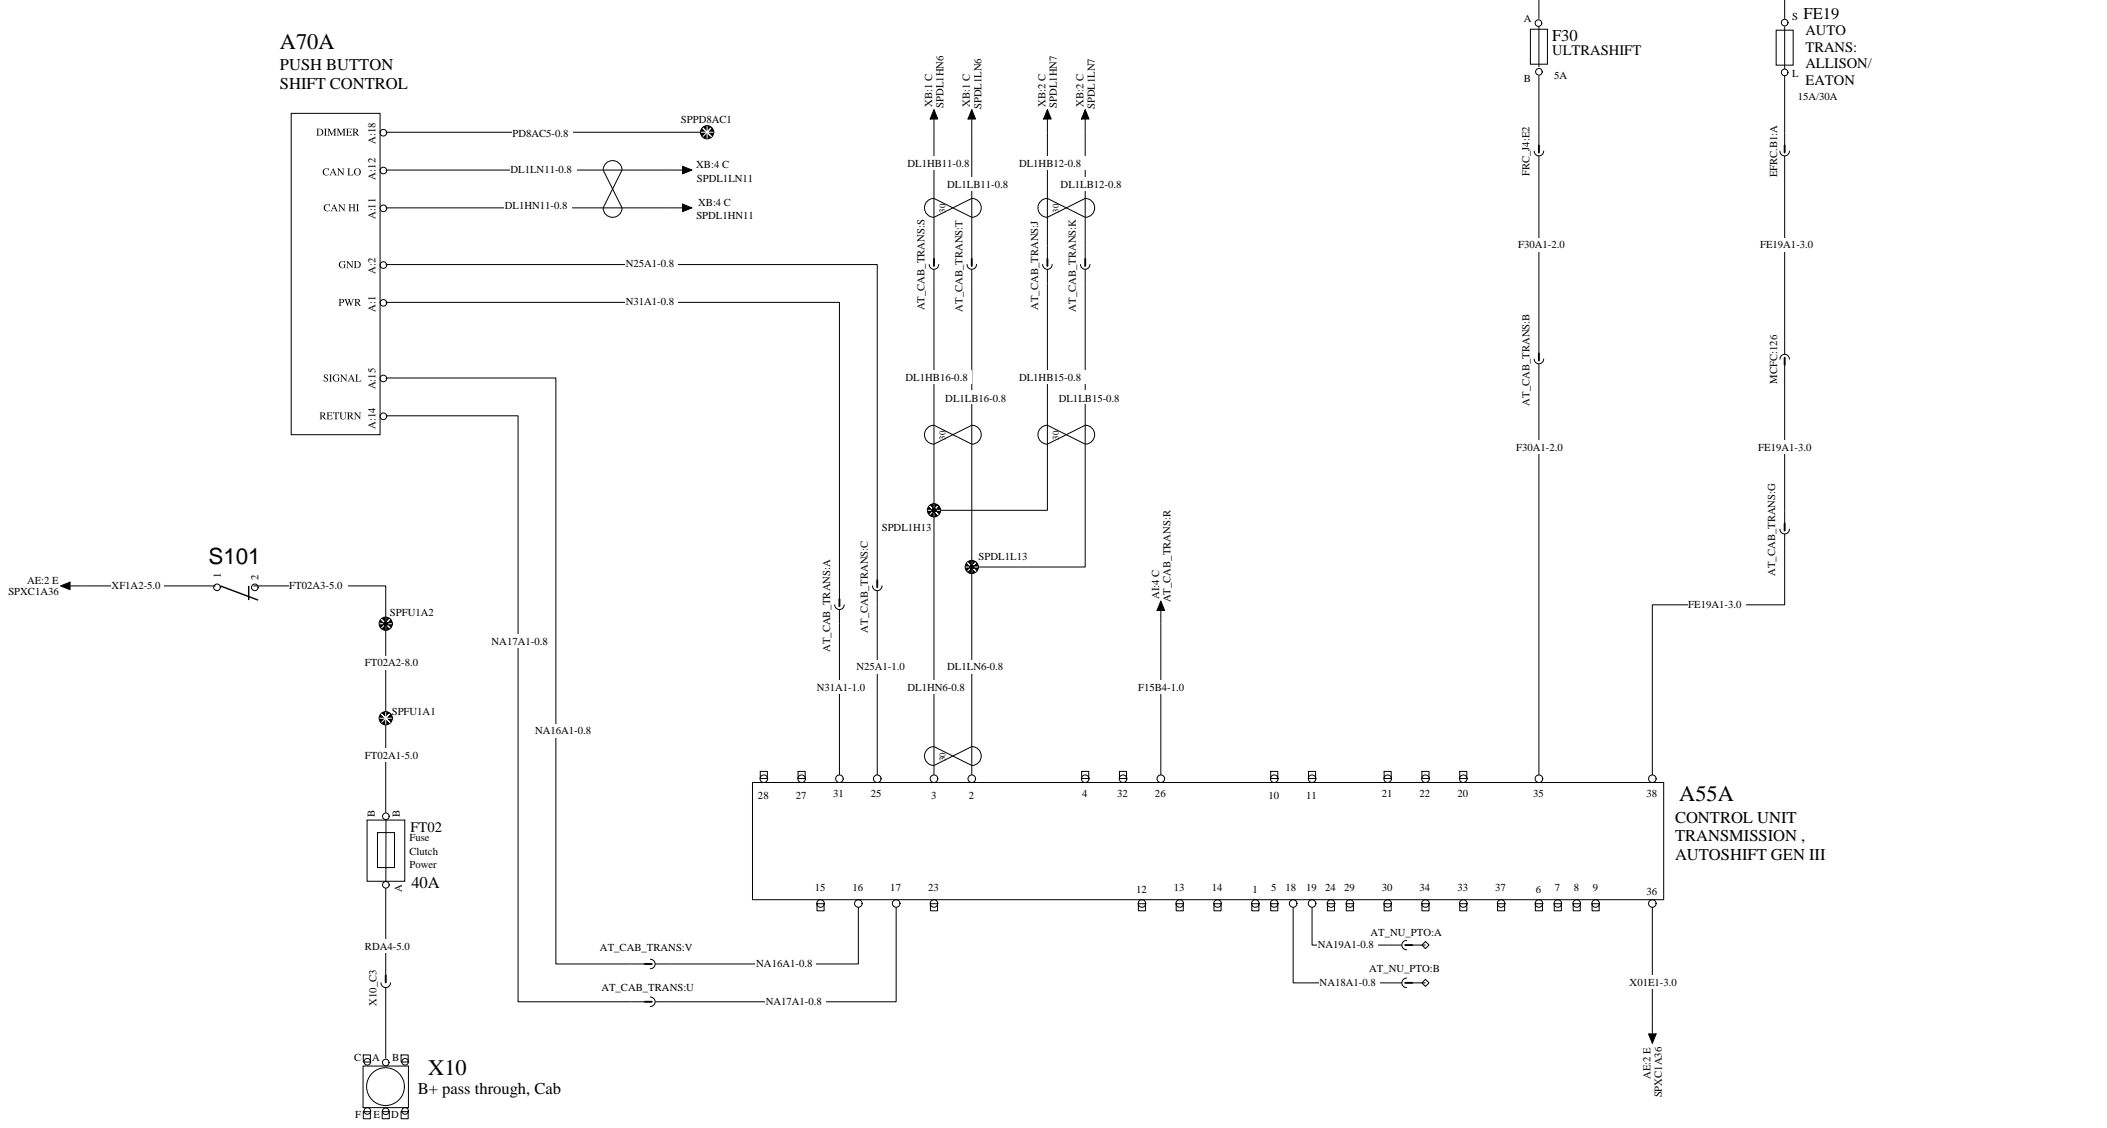 A70A
PUSH BUTTON
SHIFT CONTROL
DIMMER
A:18
PD8AC5-0.8
SPPD8AC1
CAN LO
A:12
DL1LN11-0.8
XB:4 C
SPDL1LN11
CAN HI
A:11
DL1HN11-0.8
XB:4 C
SPDL1HN11
GND
A:2
N25A1-0.8
PWR
A:1
N31A1-0.8
SIGNAL
A:15
RETURN
A:14
XB:1 C
SPDL1HN6
XB:1 C
SPDL1LN6
XB:2 C
SPDL1HN7
XB:2 C
SPDL1LN7
DL1HB11-0.8
DL1LB11-0.8
DL1HB12-0.8
DL1LB12-0.8
30
30
AT_CAB_TRANS:S
AT_CAB_TRANS:T
AT_CAB_TRANS:J
AT_CAB_TRANS:K
DL1HB16-0.8
DL1LB16-0.8
DL1HB15-0.8
DL1LB15-0.8
30
30
SPDL1H13
SPDL1L13
A
F30
ULTRASHIFT
B
5A
FRC_J4:E2
F30A1-2.0
AT_CAB_TRANS:B
F30A1-2.0
S
FE19
AUTO
TRANS:
ALLISON/
EATON
L
15A/30A
EFRC.B1:A
FE19A1-3.0
MCFC:126
FE19A1-3.0
AT_CAB_TRANS:G
FE19A1-3.0
S101
AE:2 E
SPXC1A36
XF1A2-5.0
1
2
FT02A3-5.0
SPFU1A2
FT02A2-8.0
SPFU1A1
FT02A1-5.0
B
B
FT02
Fuse
Clutch
Power
40A
A
RDA4-5.0
X10_C3
C
A
B
X10
B+ pass through, Cab
F
E
D
NA17A1-0.8
NA16A1-0.8
AT_CAB_TRANS:A
AT_CAB_TRANS:C
N25A1-1.0
N31A1-1.0
DL1LN6-0.8
DL1HN6-0.8
30
AI:4 C
AT_CAB_TRANS:R
F15B4-1.0
28
27
31
25
3
2
4
32
26
10
11
21
22
20
35
38
A55A
CONTROL UNIT
TRANSMISSION ,
AUTOSHIFT GEN III
15
16
17
23
12
13
14
1
5
18
19
24
29
30
34
33
37
6
7
8
9
36
AT_CAB_TRANS:V
NA16A1-0.8
AT_CAB_TRANS:U
NA17A1-0.8
AT_NU_PTO:A
NA19A1-0.8
AT_NU_PTO:B
NA18A1-0.8
X01E1-3.0
AE:2 E
SPXC1A36